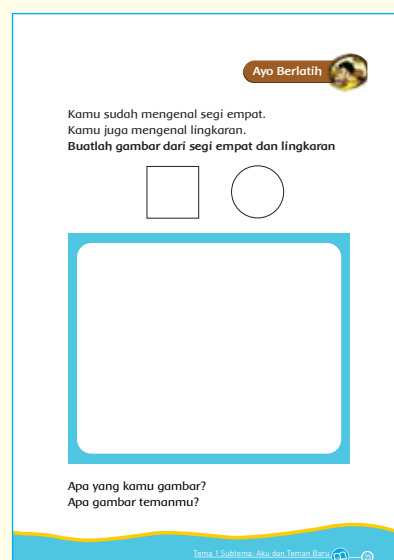 Ayo Berlatih
Kamu sudah mengenal segi empat.
Kamu juga mengenal lingkaran.
Buatlah gambar dari segi empat dan lingkaran
Apa yang kamu gambar?
Apa gambar temanmu?
Tema 1 Subtema: Aku dan Teman Baru